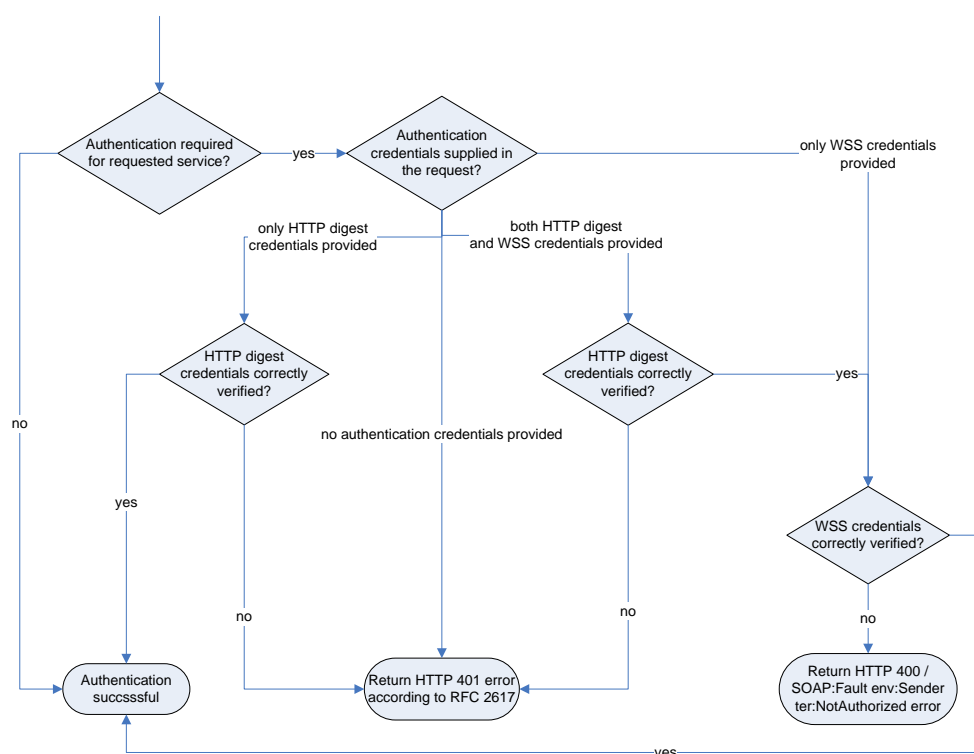 Authentication required
for requested service?
yes
Authentication
credentials supplied in
the request?
only WSS credentials
provided
only HTTP digest
credentials provided
both HTTP digest
and WSS credentials provided
HTTP digest
credentials correctly
verified?
HTTP digest
credentials correctly
verified?
yes
no
no authentication credentials provided
yes
WSS credentials
correctly verified?
no
no
no
Authentication
succsssful
Return HTTP 401 error
according to RFC 2617
Return HTTP 400 /
SOAP:Fault env:Sender
ter:NotAuthorized error
yes